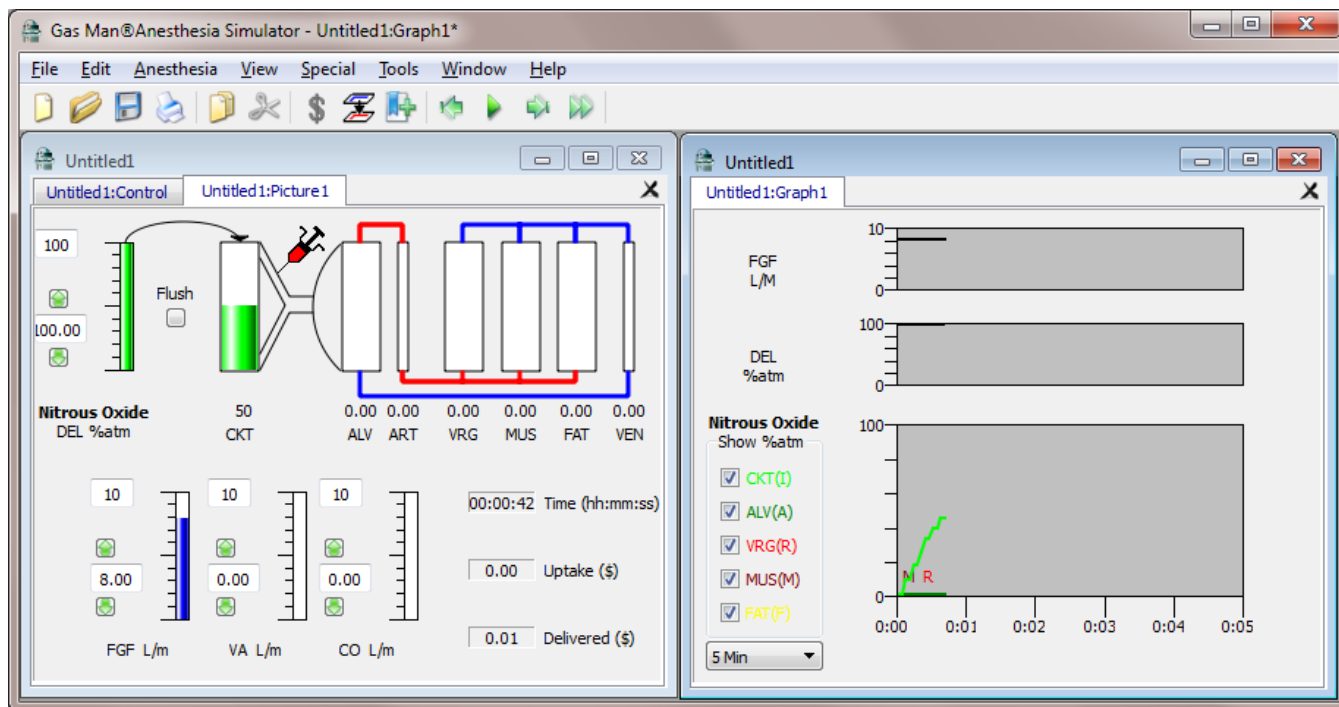 Gas Man®Anesthesia Simulator - Untitled1:Graph1*
File Edit Anesthesia View Special Tools Window Help
$
Untitled1
Untitled1:Control Untitled1:Picture1
100
100.00
Flush
Nitrous Oxide
DEL %atm
50 0.00 0.00 0.00 0.00 0.00 0.00
CKT ALV ART VRG MUS FAT VEN
10 10 10
8.00 0.00 0.00
FGF L/m VA L/m CO L/m
00:00:42 Time (hh:mm:ss)
0.00 Uptake ($)
0.01 Delivered ($)
Untitled1
Untitled1:Graph1
FGF
L/M
10
0
DEL
%atm
100
0
Nitrous Oxide
Show %atm
CKT(I)
ALV(A)
VRG(R)
MUS(M)
FAT(F)
5 Min
100
0
M R
0:00 0:01 0:02 0:03 0:04 0:05